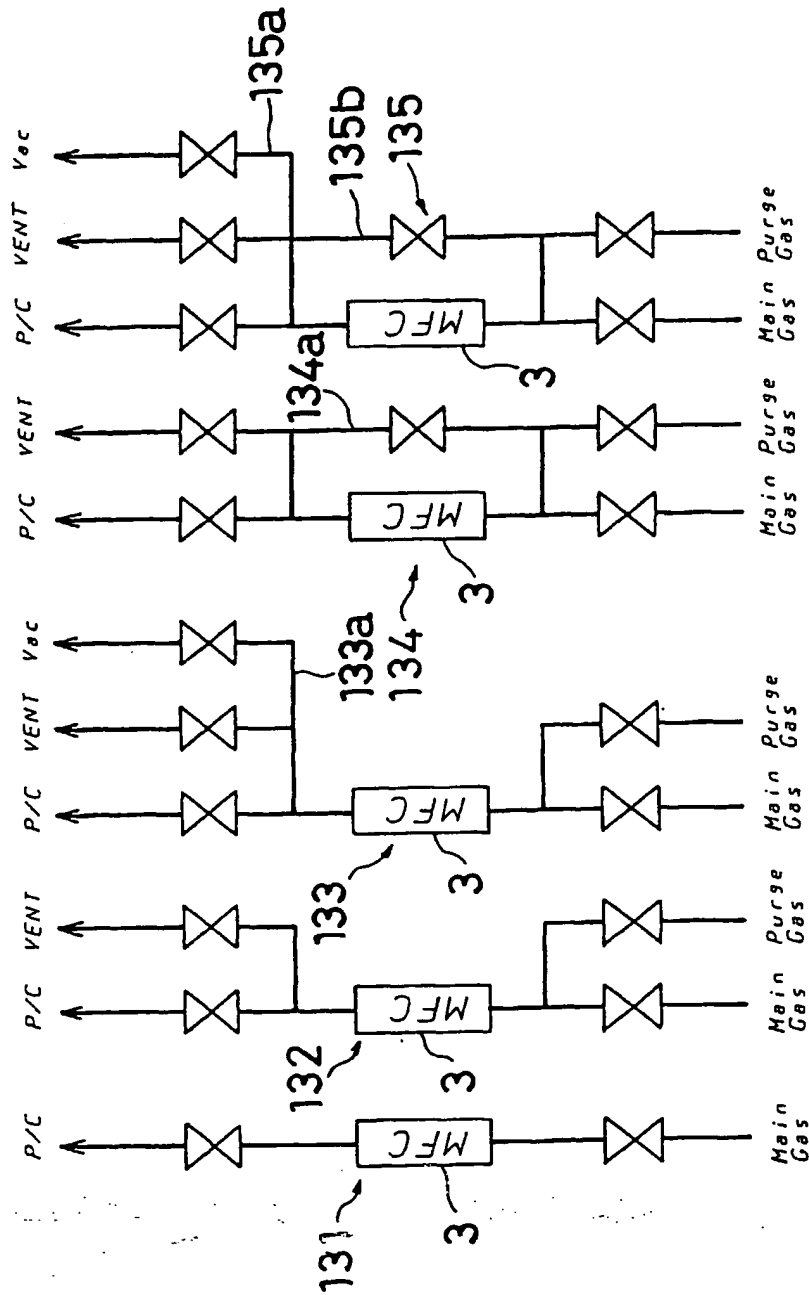 P/C
P/C VENT
P/C VENT Vac
P/C VENT
P/C VENT Vac
131
132
133
133a
134
134a
135a
135b
135
MFC
MFC
MFC
MFC
MFC
3
3
3
3
3
Main
Gas
Main Purge
Gas Gas
Main Purge
Gas Gas
Main Purge
Gas Gas
Main Purge
Gas Gas